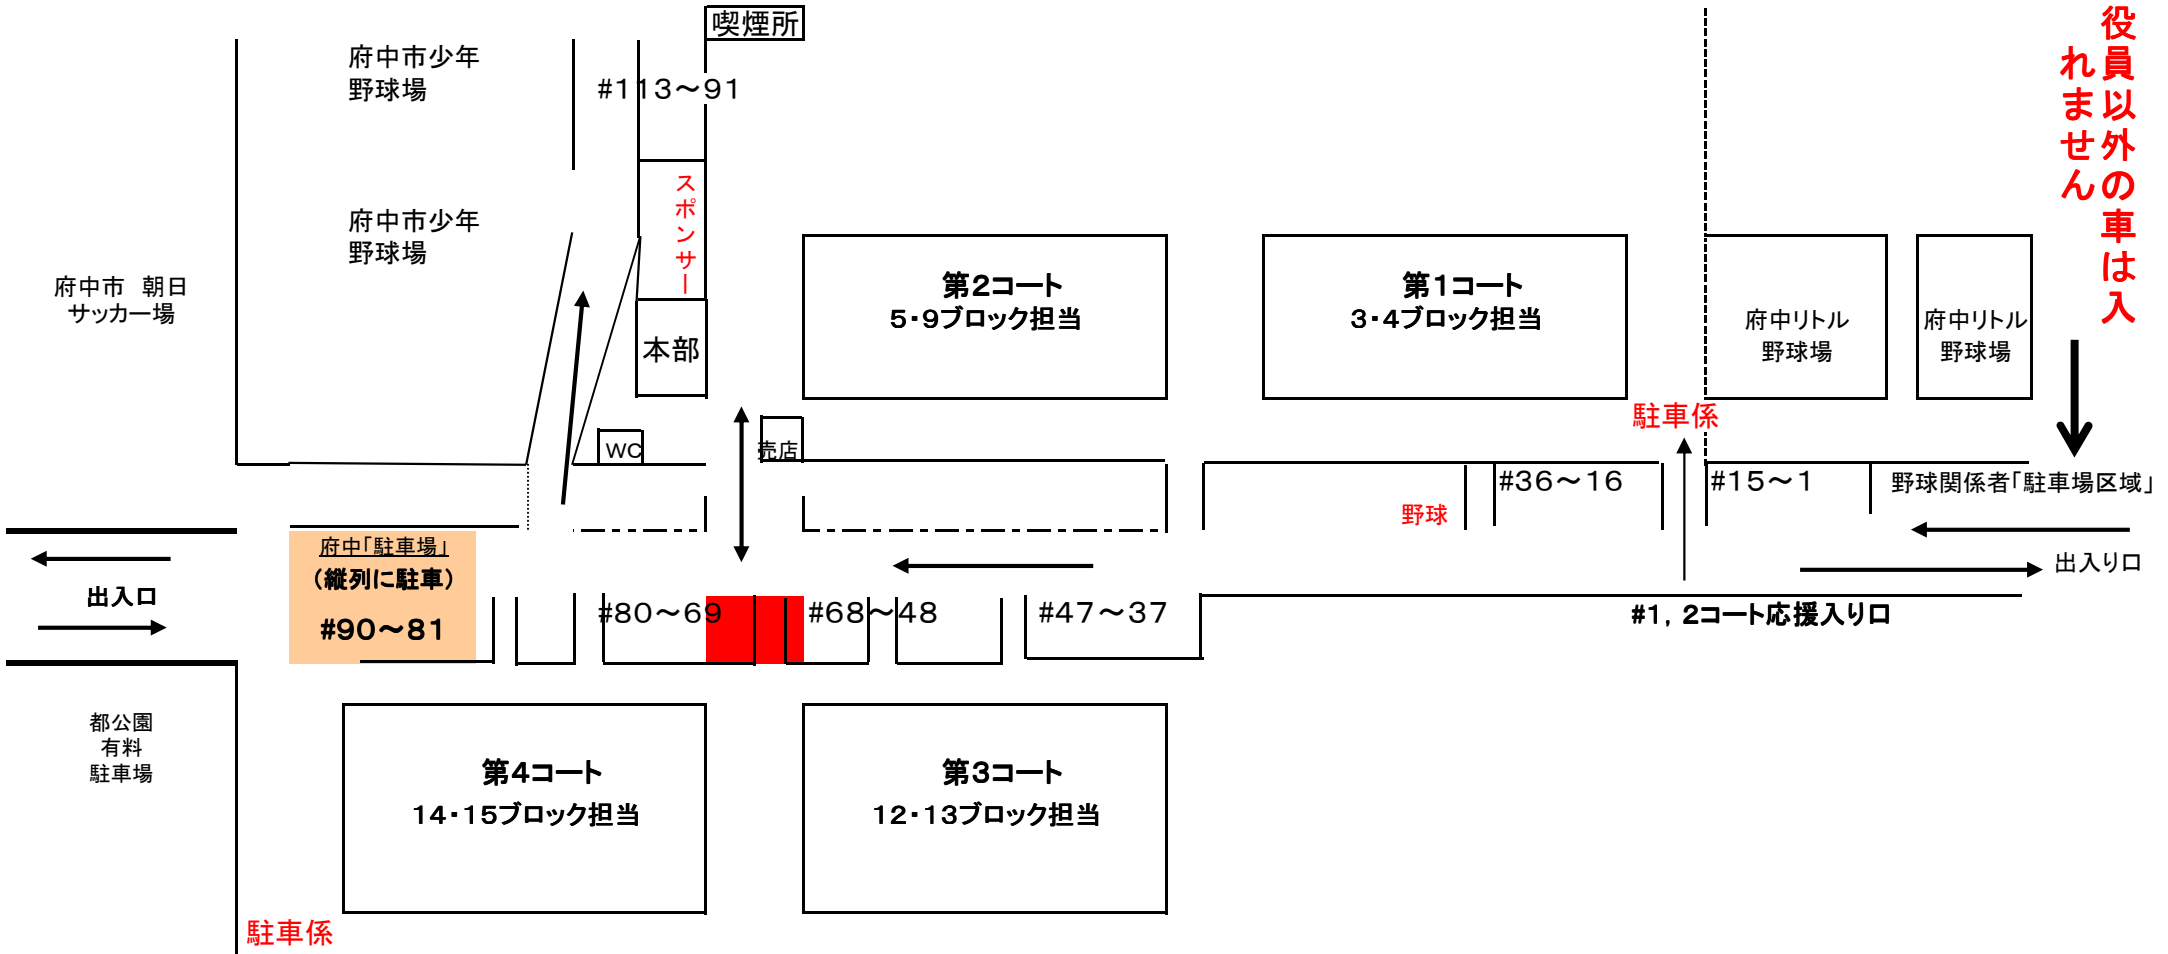 喫煙所
役員以外の車は入
れません
府中市少年
野球場
#113～91
スポンサー
府中市少年
野球場
府中市 朝日
サッカー場
第2コート
5・9ブロック担当
第1コート
3・4ブロック担当
府中リトル
野球場
府中リトル
野球場
本部
駐車係
WC
売店
#36～16
#15～1
野球関係者「駐車場区域」
野球
府中「駐車場」
（縦列に駐車）
#90～81
出入口
出入り口
#80～69
#68～48
#47～37
#1，2コート応援入り口
都公園
有料
駐車場
第4コート
14・15ブロック担当
第3コート
12・13ブロック担当
駐車係